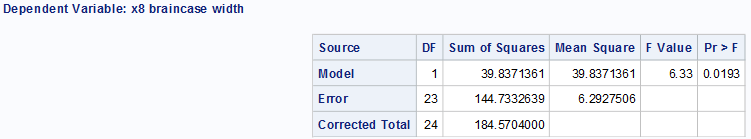 Dependent Variable: x8 braincase width
Source DF Sum of Squares Mean Square F Value Pr > F
Model 1 39.8371361 39.8371361 6.33 0.0193
Error 23 144.7332639 6.2927506
Corrected Total 24 184.5704000